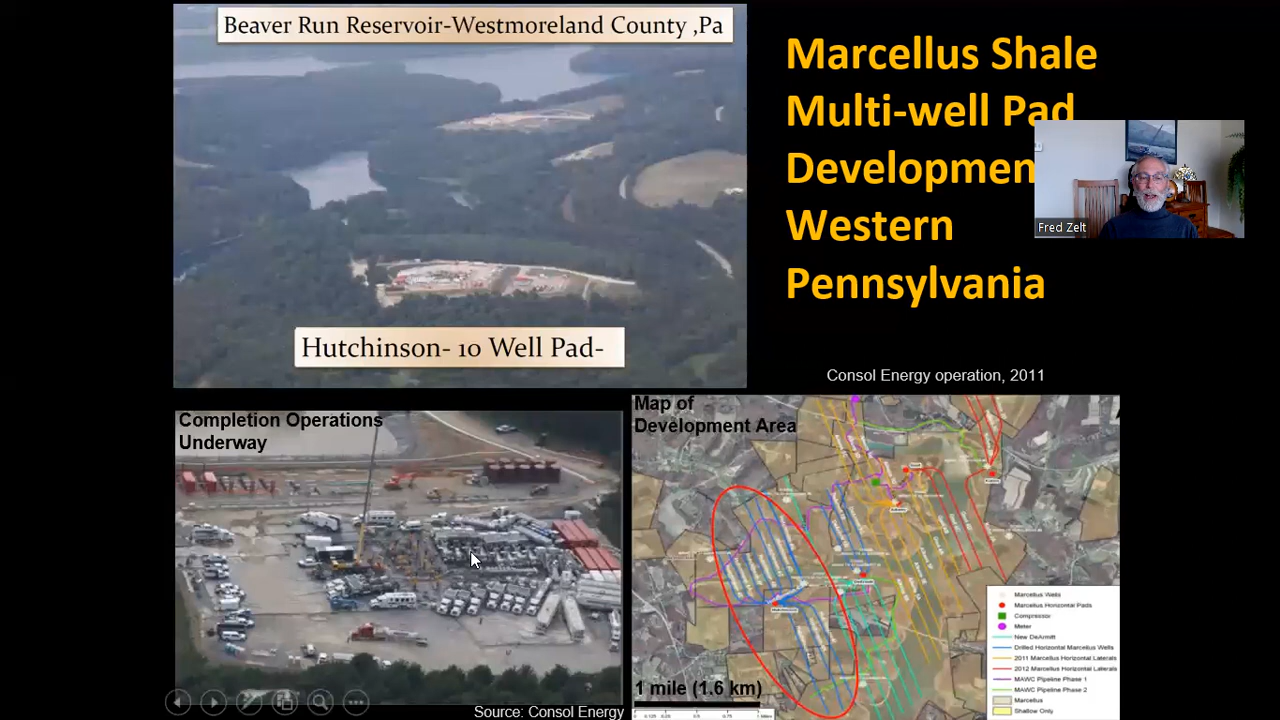 Beaver Run Reservoir-Westmoreland County ,Pa
Hutchinson- 10 Well Pad-
Marcellus Shale
Multi-well Pad
Developmen
Western
Pennsylvania
Fred Zelt
Consol Energy operation, 2011
Completion Operations
Underway
Source: Consol Energy
Map of
Development Area
1 mile (1.6 km)
Marcellus Wells
Marcellus Horizontal Pads
Compressor
Meter
New DeArmitt
Drilled Horizontal Marcellus Wells
2011 Marcellus Horizontal Laterals
2012 Marcellus Horizontal Laterals
MAWC Pipeline Phase 1
MAWC Pipeline Phase 2
Marcellus
Shallow Only